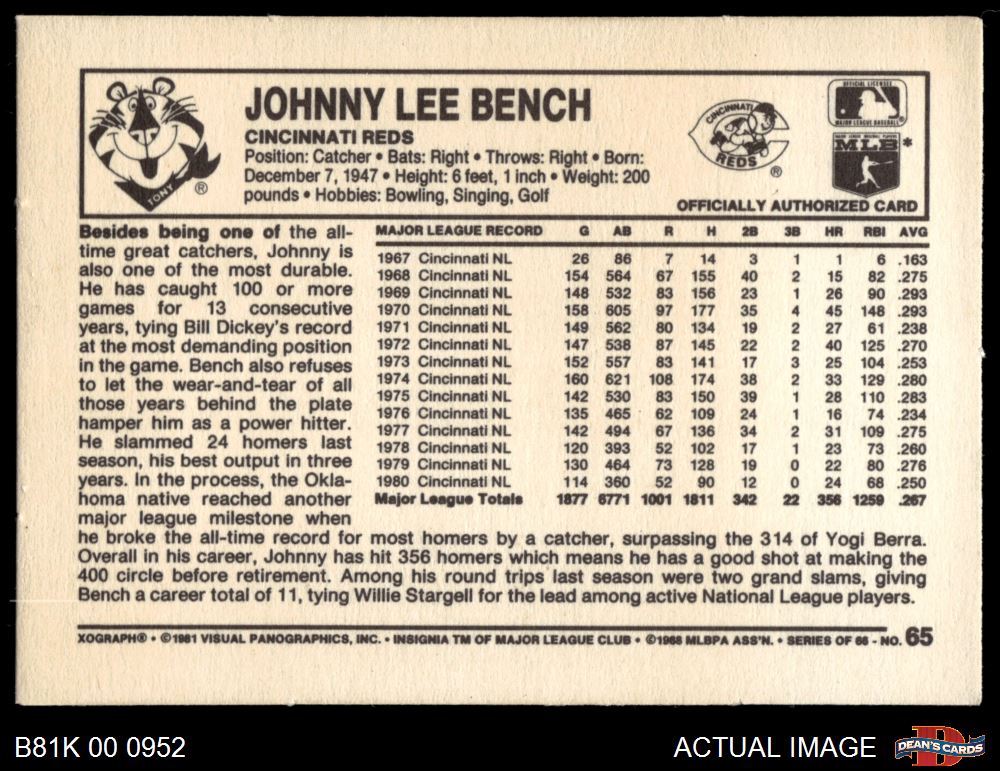 JOHNNY LEE BENCH
CINCINNATI REDS
Position: Catcher • Bats: Right • Throws: Right • Born:
December 7, 1947 • Height: 6 feet, 1 inch • Weight: 200
pounds • Hobbies: Bowling, Singing, Golf
TONY ®
CINCINNATI
REDS
®
OFFICIAL LICENSEE
MAJOR LEAGUE BASEBALL
MAJOR LEAGUE BASEBALL PLAYERS
MLB*
OFFICIALLY AUTHORIZED CARD
Besides being one of the all-
time great catchers, Johnny is
also one of the most durable.
He has caught 100 or more
games for 13 consecutive
years, tying Bill Dickey's record
at the most demanding position
in the game. Bench also refuses
to let the wear-and-tear of all
those years behind the plate
hamper him as a power hitter.
He slammed 24 homers last
season, his best output in three
years. In the process, the Okla-
homa native reached another
major league milestone when
he broke the all-time record for most homers by a catcher, surpassing the 314 of Yogi Berra.
Overall in his career, Johnny has hit 356 homers which means he has a good shot at making the
400 circle before retirement. Among his round trips last season were two grand slams, giving
Bench a career total of 11, tying Willie Stargell for the lead among active National League players.
MAJOR LEAGUE RECORD G AB R H 2B 3B HR RBI AVG
1967 Cincinnati NL 26 86 7 14 3 1 1 6 .163
1968 Cincinnati NL 154 564 67 155 40 2 15 82 .275
1969 Cincinnati NL 148 532 83 156 23 1 26 90 .293
1970 Cincinnati NL 158 605 97 177 35 4 45 148 .293
1971 Cincinnati NL 149 562 80 134 19 2 27 61 .238
1972 Cincinnati NL 147 538 87 145 22 2 40 125 .270
1973 Cincinnati NL 152 557 83 141 17 3 25 104 .253
1974 Cincinnati NL 160 621 108 174 38 2 33 129 .280
1975 Cincinnati NL 142 530 83 150 39 1 28 110 .283
1976 Cincinnati NL 135 465 62 109 24 1 16 74 .234
1977 Cincinnati NL 142 494 67 136 34 2 31 109 .275
1978 Cincinnati NL 120 393 52 102 17 1 23 73 .260
1979 Cincinnati NL 130 464 73 128 19 0 22 80 .276
1980 Cincinnati NL 114 360 52 90 12 0 24 68 .250
Major League Totals 1877 6771 1001 1811 342 22 356 1259 .267
XOGRAPH® • ©1981 VISUAL PANOGRAPHICS, INC. • INSIGNIA TM OF MAJOR LEAGUE CLUB • ©1968 MLBPA ASS'N. • SERIES OF 66 - NO. 65
B81K 00 0952
ACTUAL IMAGE
D
DEAN'S CARDS